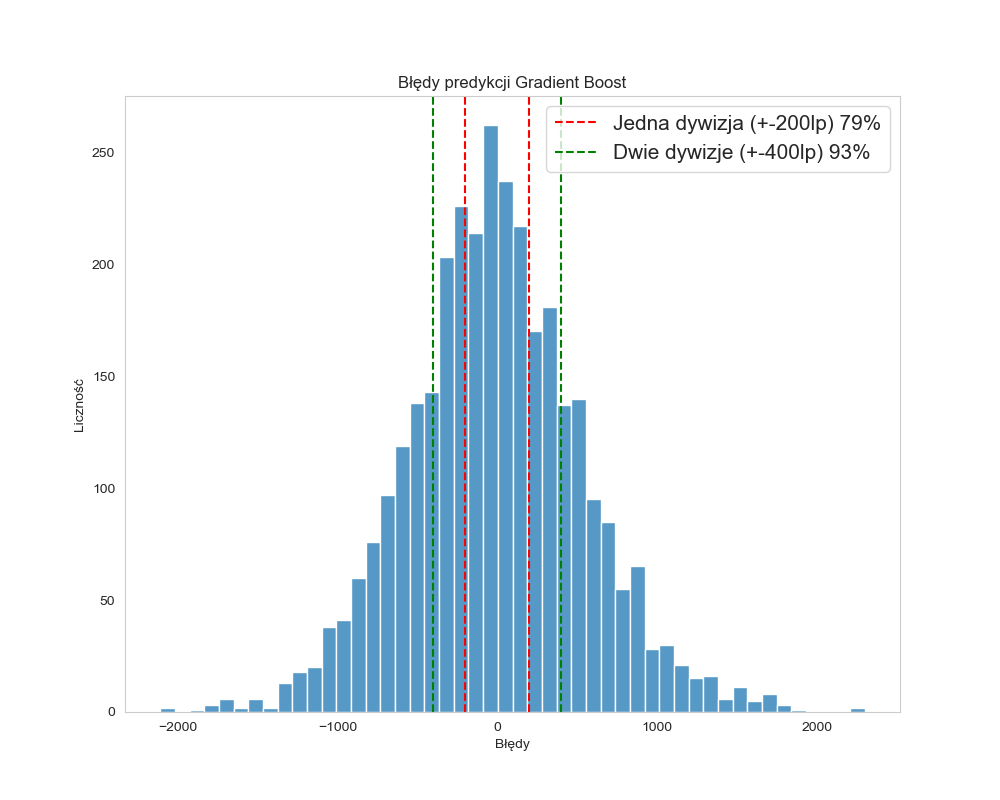 Błędy predykcji Gradient Boost
Jedna dywizja (+-200lp) 79%
Dwie dywizje (+-400lp) 93%
250
200
150
100
50
0
Liczność
−2000
−1000
0
1000
2000
Błędy